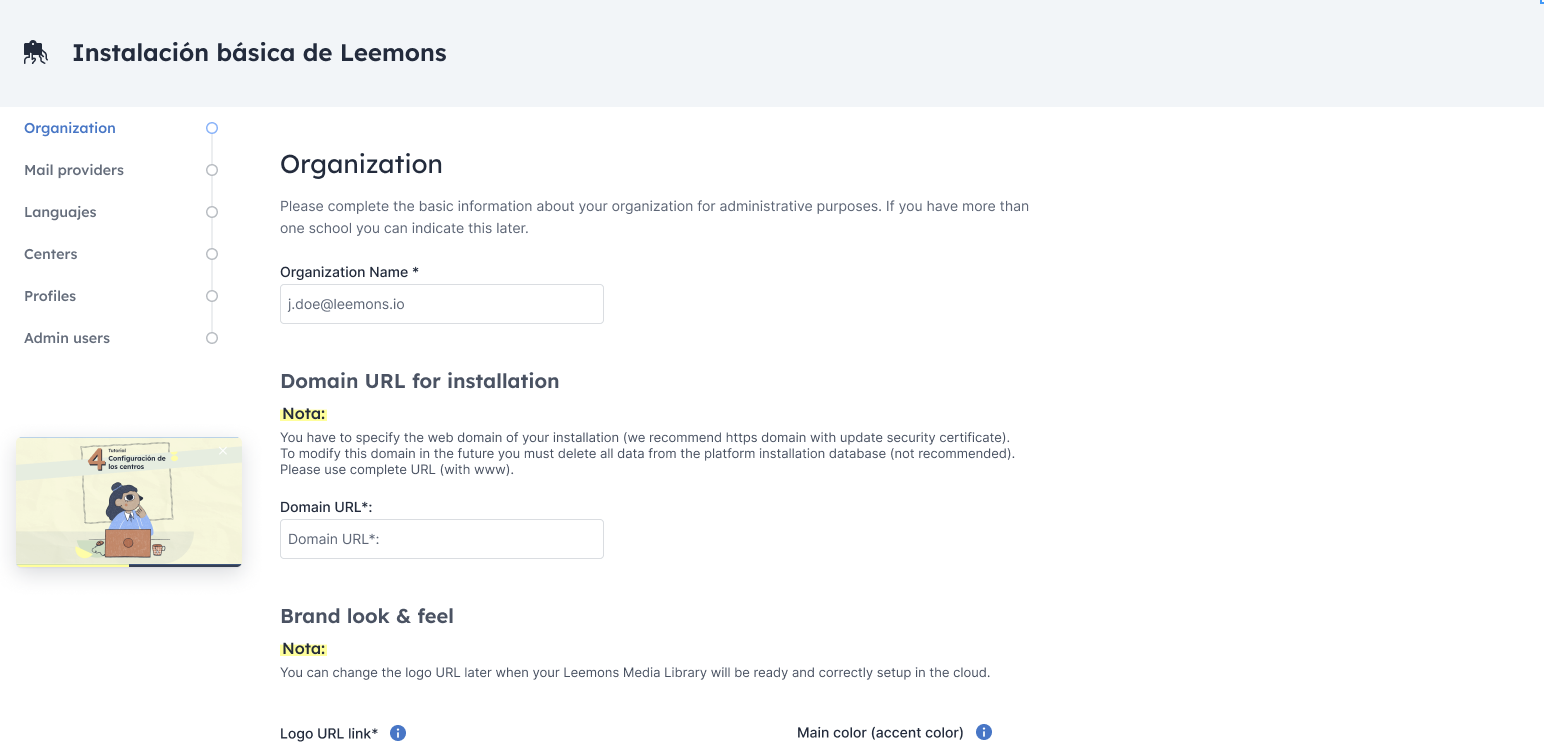 Instalación básica de Leemons
Organization
Mail providers
Languajes
Centers
Profiles
Admin users
4
Tutorial
Configuración de
los centros
Organization
Please complete the basic information about your organization for administrative purposes. If you have more than
one school you can indicate this later.
Organization Name *
j.doe@leemons.io
Domain URL for installation
Nota:
You have to specify the web domain of your installation (we recommend https domain with update security certificate).
To modify this domain in the future you must delete all data from the platform installation database (not recommended).
Please use complete URL (with www).
Domain URL*:
Domain URL*:
Brand look & feel
Nota:
You can change the logo URL later when your Leemons Media Library will be ready and correctly setup in the cloud.
Logo URL link*
Main color (accent color)